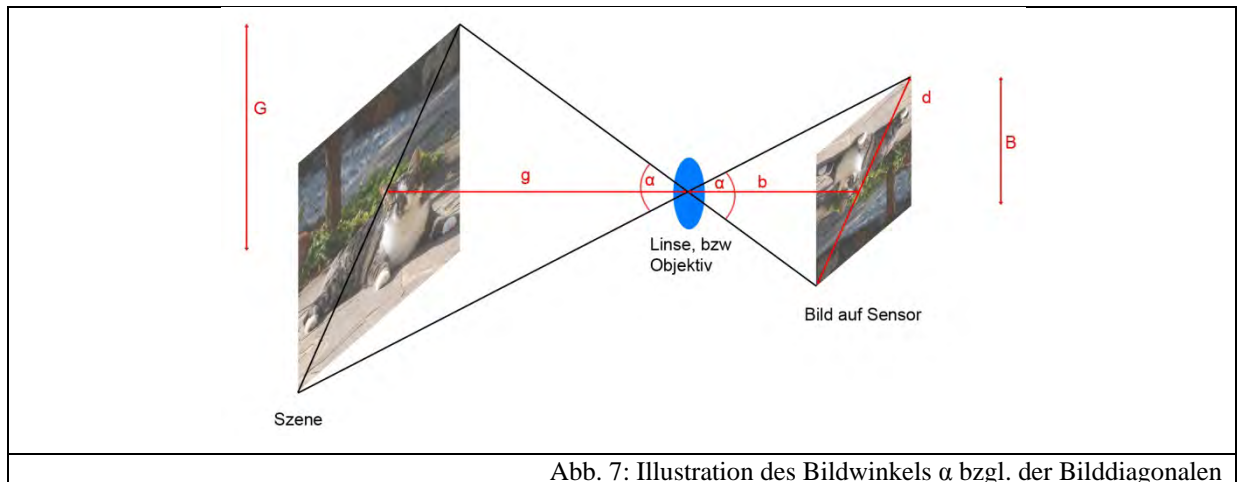 G
d
B
g
α
α
b
Linse, bzw
Objektiv
Bild auf Sensor
Szene
Abb. 7: Illustration des Bildwinkels α bzgl. der Bilddiagonalen